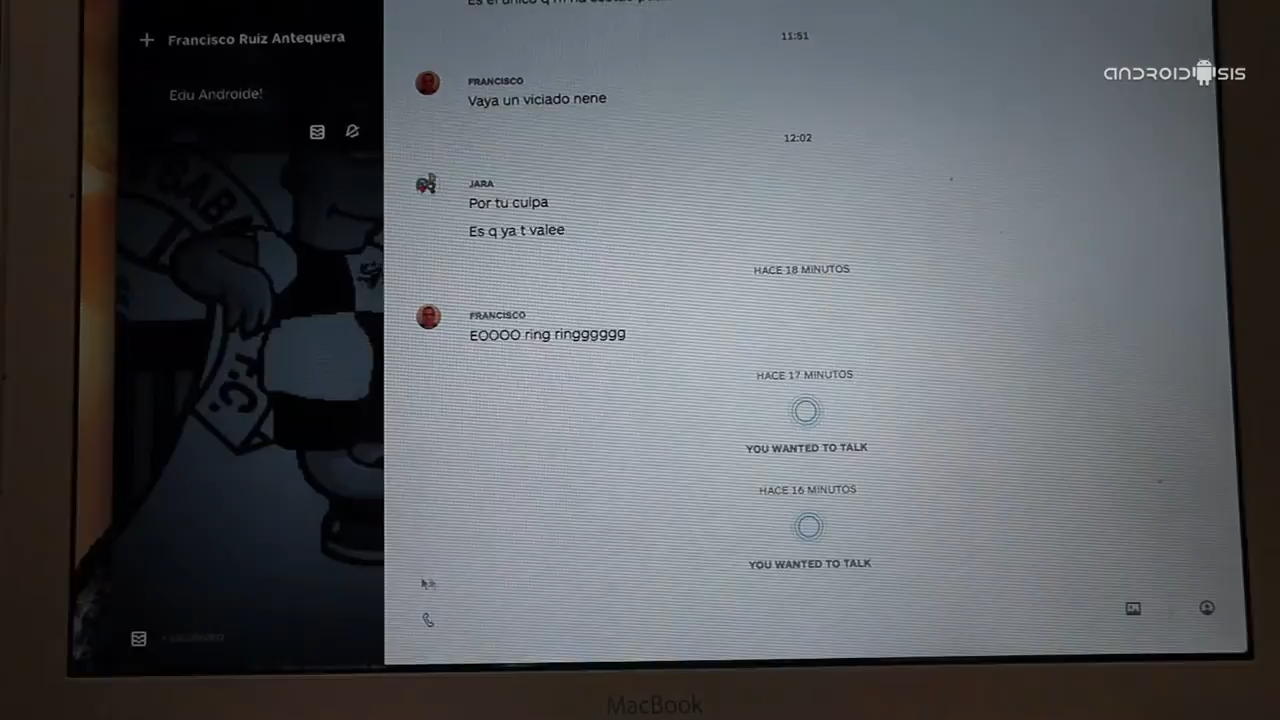 Francisco Ruiz Antequera
Edu Androide!
11:51
FRANCISCO
Vaya un viciado nene
12:02
JARA
Por tu culpa
Es q ya t valee
HACE 18 MINUTOS
FRANCISCO
EOOOO ring ringggggg
HACE 17 MINUTOS
YOU WANTED TO TALK
HACE 16 MINUTOS
YOU WANTED TO TALK
ANDROIDSIS
T.C.
MacBook